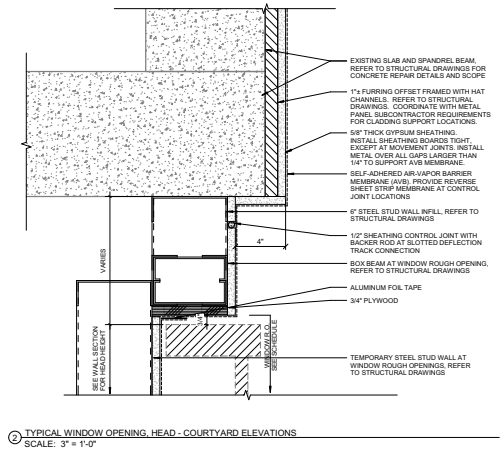 EXISTING SLAB AND SPANDREL BEAM,
REFER TO STRUCTURAL DRAWINGS FOR
CONCRETE REPAIR DETAILS AND SCOPE
1"± FURRING OFFSET FRAMED WITH HAT
CHANNELS. REFER TO STRUCTURAL
DRAWINGS. COORDINATE WITH METAL
PANEL SUBCONTRACTOR REQUIREMENTS
FOR CLADDING SUPPORT LOCATIONS.
5/8" THICK GYPSUM SHEATHING.
INSTALL SHEATHING BOARDS TIGHT,
EXCEPT AT MOVEMENT JOINTS. INSTALL
METAL OVER ALL GAPS LARGER THAN
1/4" TO SUPPORT AVB MEMBRANE.
SELF-ADHERED AIR-VAPOR BARRIER
MEMBRANE (AVB). PROVIDE REVERSE
SHEET STRIP MEMBRANE AT CONTROL
JOINT LOCATIONS
6" STEEL STUD WALL INFILL, REFER TO
STRUCTURAL DRAWINGS
1/2" SHEATHING CONTROL JOINT WITH
BACKER ROD AT SLOTTED DEFLECTION
TRACK CONNECTION
4"
BOX BEAM AT WINDOW ROUGH OPENING,
REFER TO STRUCTURAL DRAWINGS
VARIES
ALUMINUM FOIL TAPE
3/4" PLYWOOD
3/4"
SEE WALL SECTION
FOR HEAD HEIGHT
WINDOW R.O.
SEE SCHEDULE
TEMPORARY STEEL STUD WALL AT
WINDOW ROUGH OPENINGS, REFER
TO STRUCTURAL DRAWINGS
2 TYPICAL WINDOW OPENING, HEAD - COURTYARD ELEVATIONS
SCALE: 3" = 1'-0"